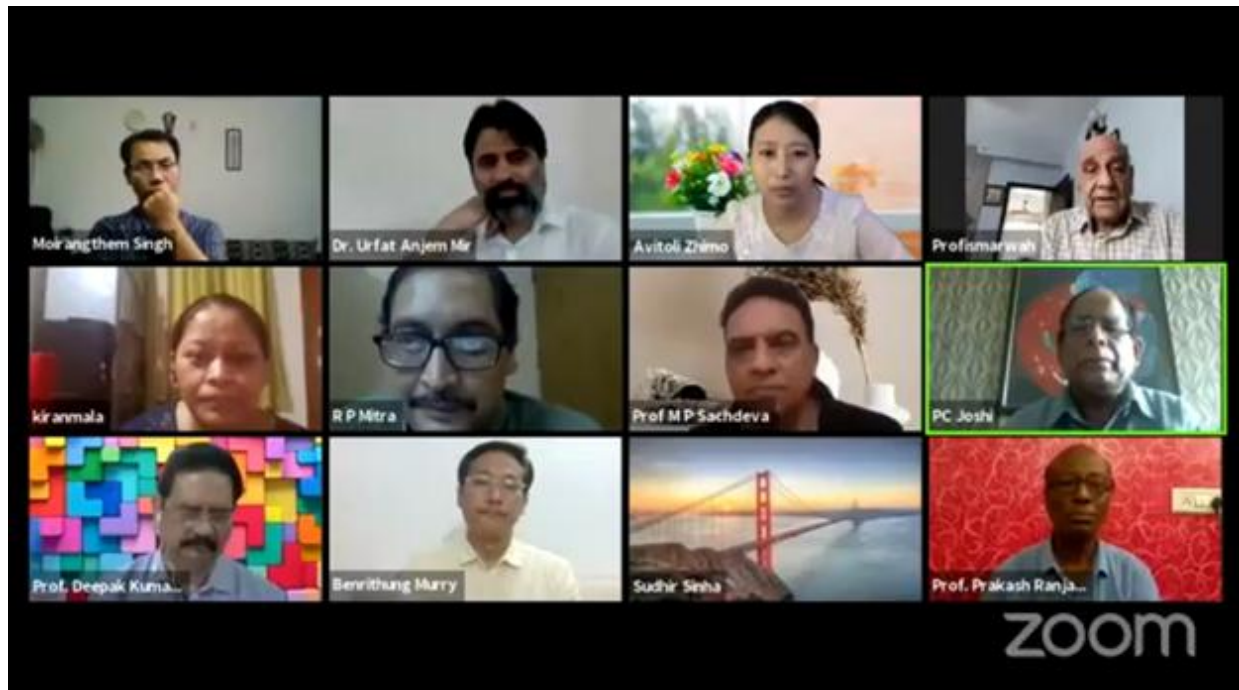 Moirangthem Singh
Dr. Urfat Anjem Mir
Avitoli Zhimo
Profismarwah
kiranmala
R P Mitra
Prof M P Sachdeva
PC Joshi
Prof. Deepak Kuma...
Benrithung Murry
Sudhir Sinha
Prof. Prakash Ranja...
zoom